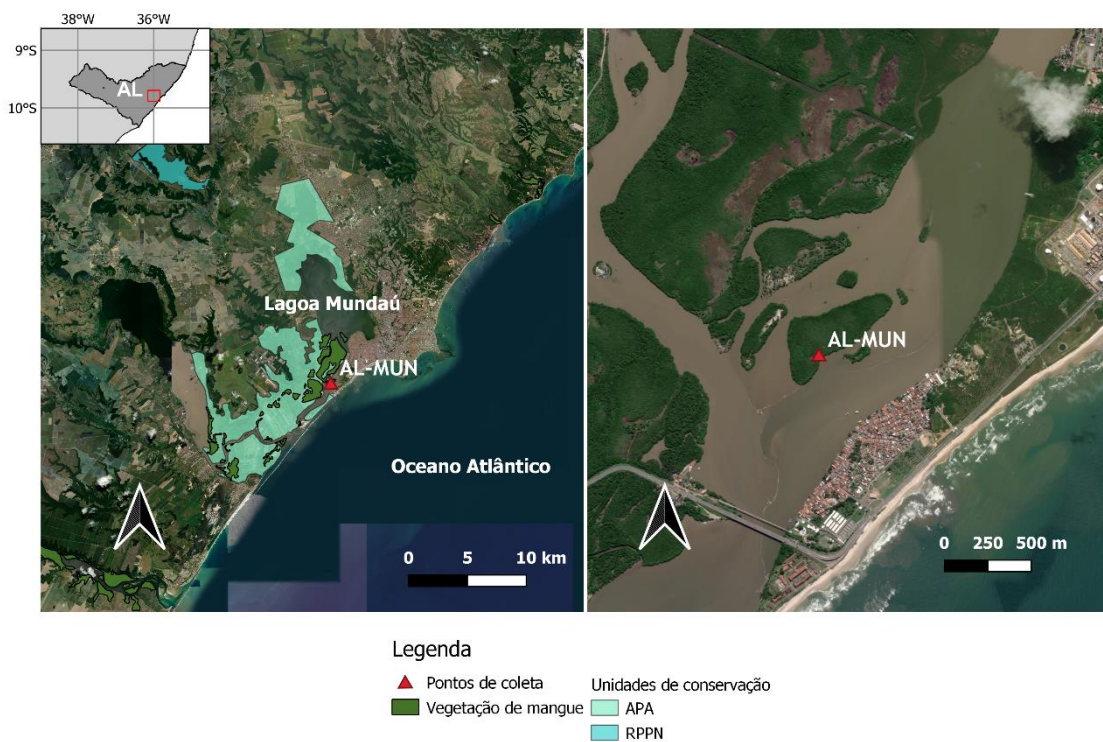 38°W 36°W
9°S
AL
10°S
Lagoa Mundaú
AL-MUN
Oceano Atlântico
0 5 10 km
AL-MUN
0 250 500 m
Legenda
Pontos de coleta
Vegetação de mangue
Unidades de conservação
APA
RPPN